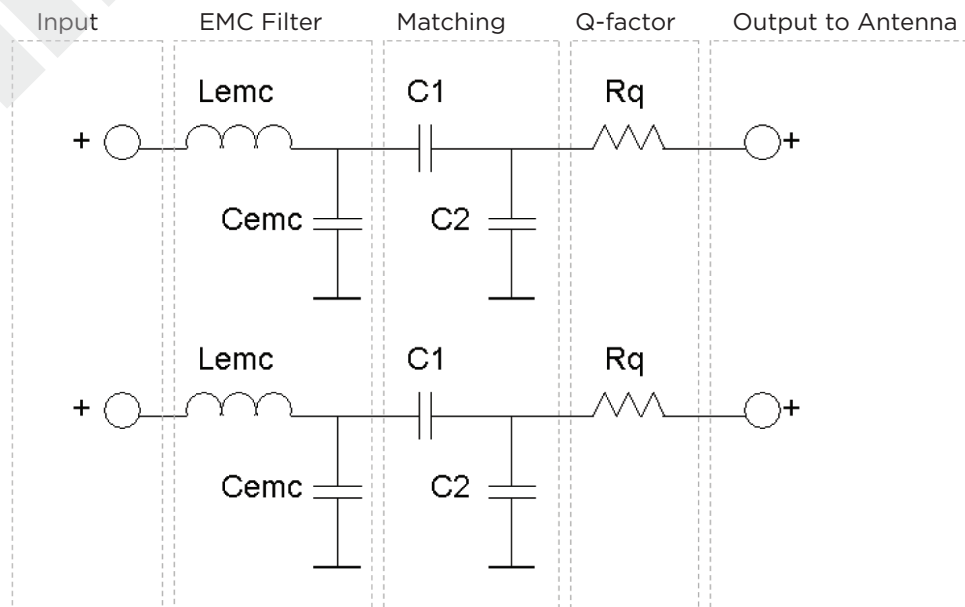 Input EMC Filter Matching Q-factor Output to Antenna
Lemc C1 Rq
+ +
Cemc C2
Lemc C1 Rq
+ +
Cemc C2